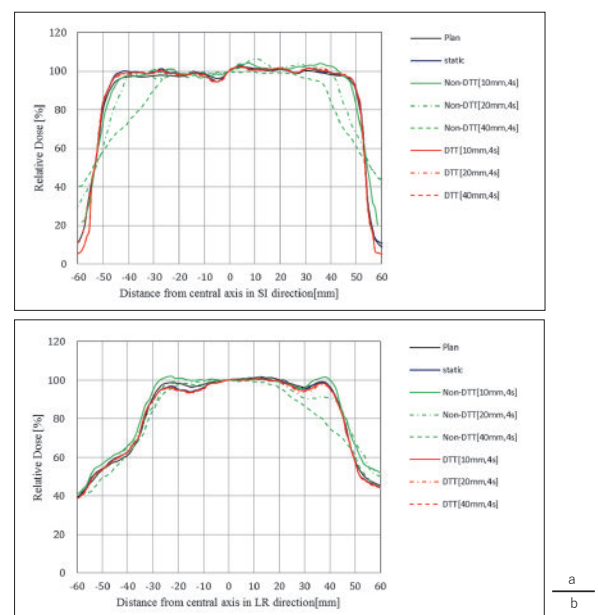 120
100
80
60
40
20
0
Relative Dose [%]
-60 -50 -40 -30 -20 -10 0 10 20 30 40 50 60
Distance from central axis in SI direction[mm]
Plan
static
Non-DTT[10mm,4s]
Non-DTT[20mm,4s]
Non-DTT[40mm,4s]
DTT[10mm,4s]
DTT[20mm,4s]
DTT[40mm,4s]
120
100
80
60
40
20
0
Relative Dose [%]
-60 -50 -40 -30 -20 -10 0 10 20 30 40 50 60
Distance from central axis in LR direction[mm]
Plan
static
Non-DTT[10mm,4s]
Non-DTT[20mm,4s]
Non-DTT[40mm,4s]
DTT[10mm,4s]
DTT[20mm,4s]
DTT[40mm,4s]
a
b